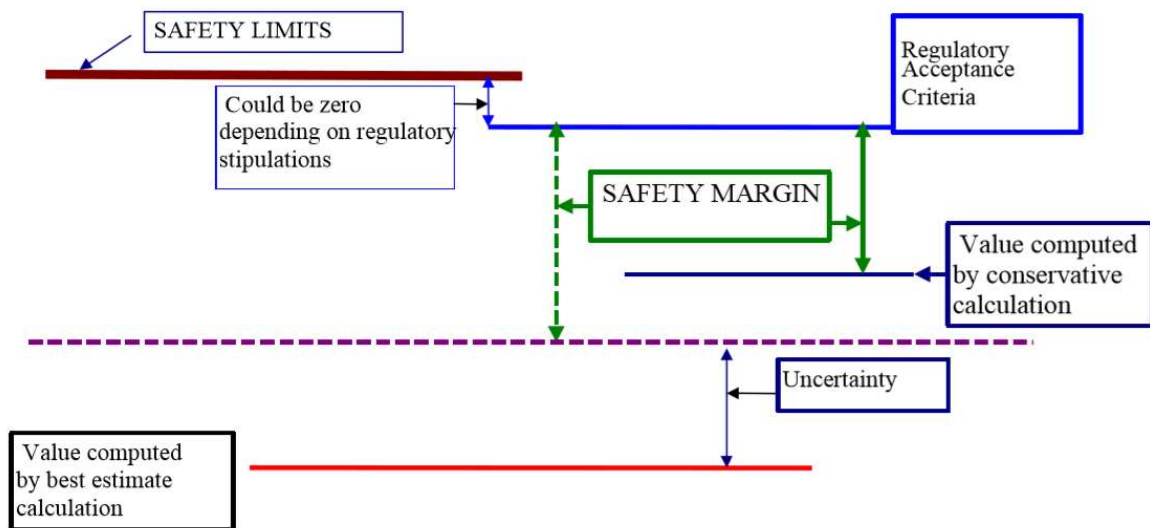 SAFETY LIMITS
Regulatory
Acceptance
Criteria
Could be zero
depending on regulatory
stipulations
SAFETY MARGIN
Value computed
by conservative
calculation
Uncertainty
Value computed
by best estimate
calculation